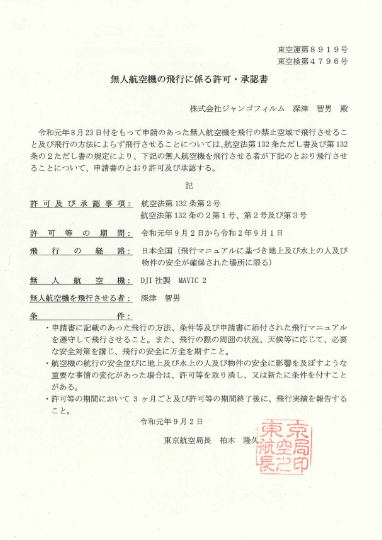 東空運第8919号
東空検第4796号
無人航空機の飛行に係る許可・承認書
株式会社ジャンゴフィルム 深津 智男 殿
令和元年8月23日付をもって申請のあった無人航空機を飛行の禁止空域で飛行させるこ
と及び飛行の方法によらず飛行させることについては、航空法第132条ただし書及び第132
条の2ただし書の規定により、下記の無人航空機を飛行させる者が下記のとおり飛行させ
ることについて、申請書のとおり許可及び承認する。
記
許可及び承認事項: 航空法第132条第2号
航空法第132条の2第1号、第2号及び第3号
許可等の期間: 令和元年9月2日から令和2年9月1日
飛行の経路: 日本全国(飛行マニュアルに基づき地上及び水上の人及び
物件の安全が確保された場所に限る)
無人航空機: DJI社製 MAVIC 2
無人航空機を飛行させる者: 深津 智男
条件:
・申請書に記載のあった飛行の方法、条件等及び申請書に添付された飛行マニュアル
を遵守して飛行させること。また、飛行の際の周囲の状況、天候等に応じて、必要
な安全対策を講じ、飛行の安全に万全を期すこと。
・航空機の航行の安全並びに地上及び水上の人及び物件の安全に影響を及ぼすような
重要な事情の変化があった場合は、許可等を取り消し、又は新たに条件を付すこと
がある。
・許可等の期間において3ヶ月ごと及び許可等の期間終了後に、飛行実績を報告する
こと。
令和元年9月2日
東京航空局長 柏木 隆久
東京航空局長印